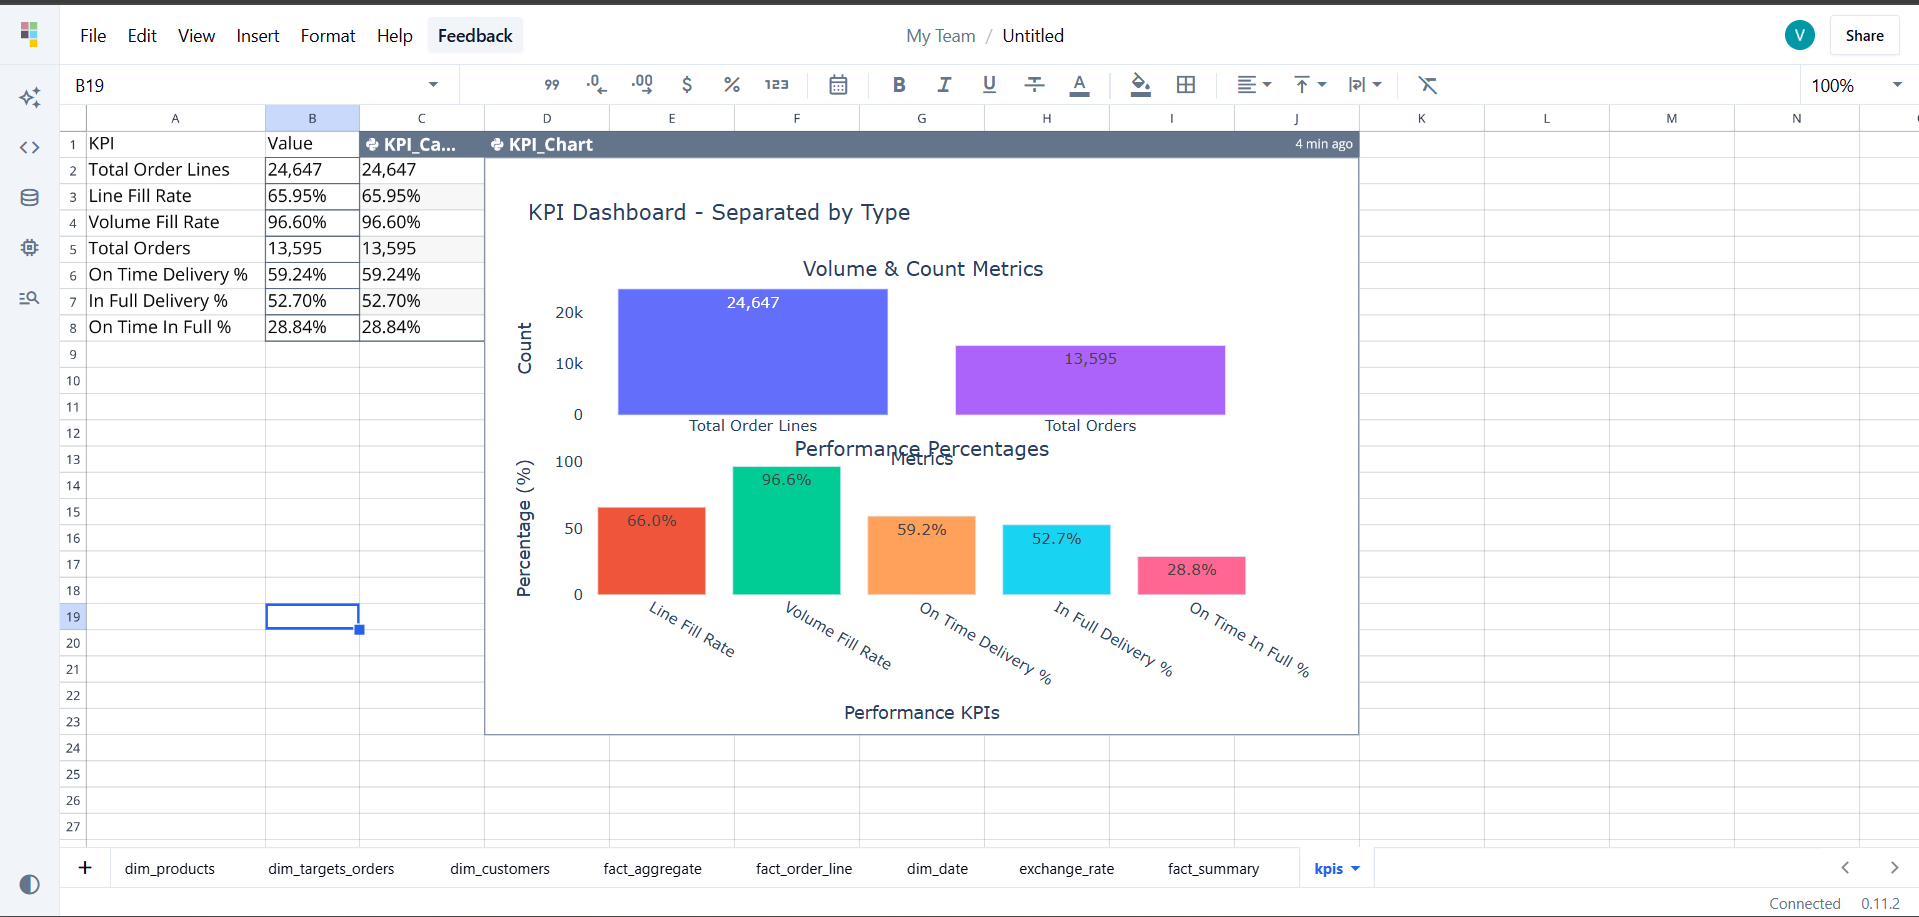 File Edit View Insert Format Help Feedback
My Team / Untitled
V
Share
B19
99 .0 .00 $ % 123 B I U A
100%
A B C D E F G H I J K L M N
1 KPI Value KPI_Ca... KPI_Chart 4 min ago
2 Total Order Lines 24,647 24,647
3 Line Fill Rate 65.95% 65.95%
4 Volume Fill Rate 96.60% 96.60%
5 Total Orders 13,595 13,595
6 On Time Delivery % 59.24% 59.24%
7 In Full Delivery % 52.70% 52.70%
8 On Time In Full % 28.84% 28.84%
9
10
11
12
13
14
15
16
17
18
19
20
21
22
23
24
25
26
27
KPI Dashboard - Separated by Type
Volume & Count Metrics
Count
20k
10k
0
24,647
13,595
Total Order Lines Total Orders
Metrics
Performance Percentages
Percentage (%)
100
50
0
66.0% 96.6% 59.2% 52.7% 28.8%
Line Fill Rate Volume Fill Rate On Time Delivery % In Full Delivery % On Time In Full %
Performance KPIs
+ dim_products dim_targets_orders dim_customers fact_aggregate fact_order_line dim_date exchange_rate fact_summary kpis
Connected 0.11.2